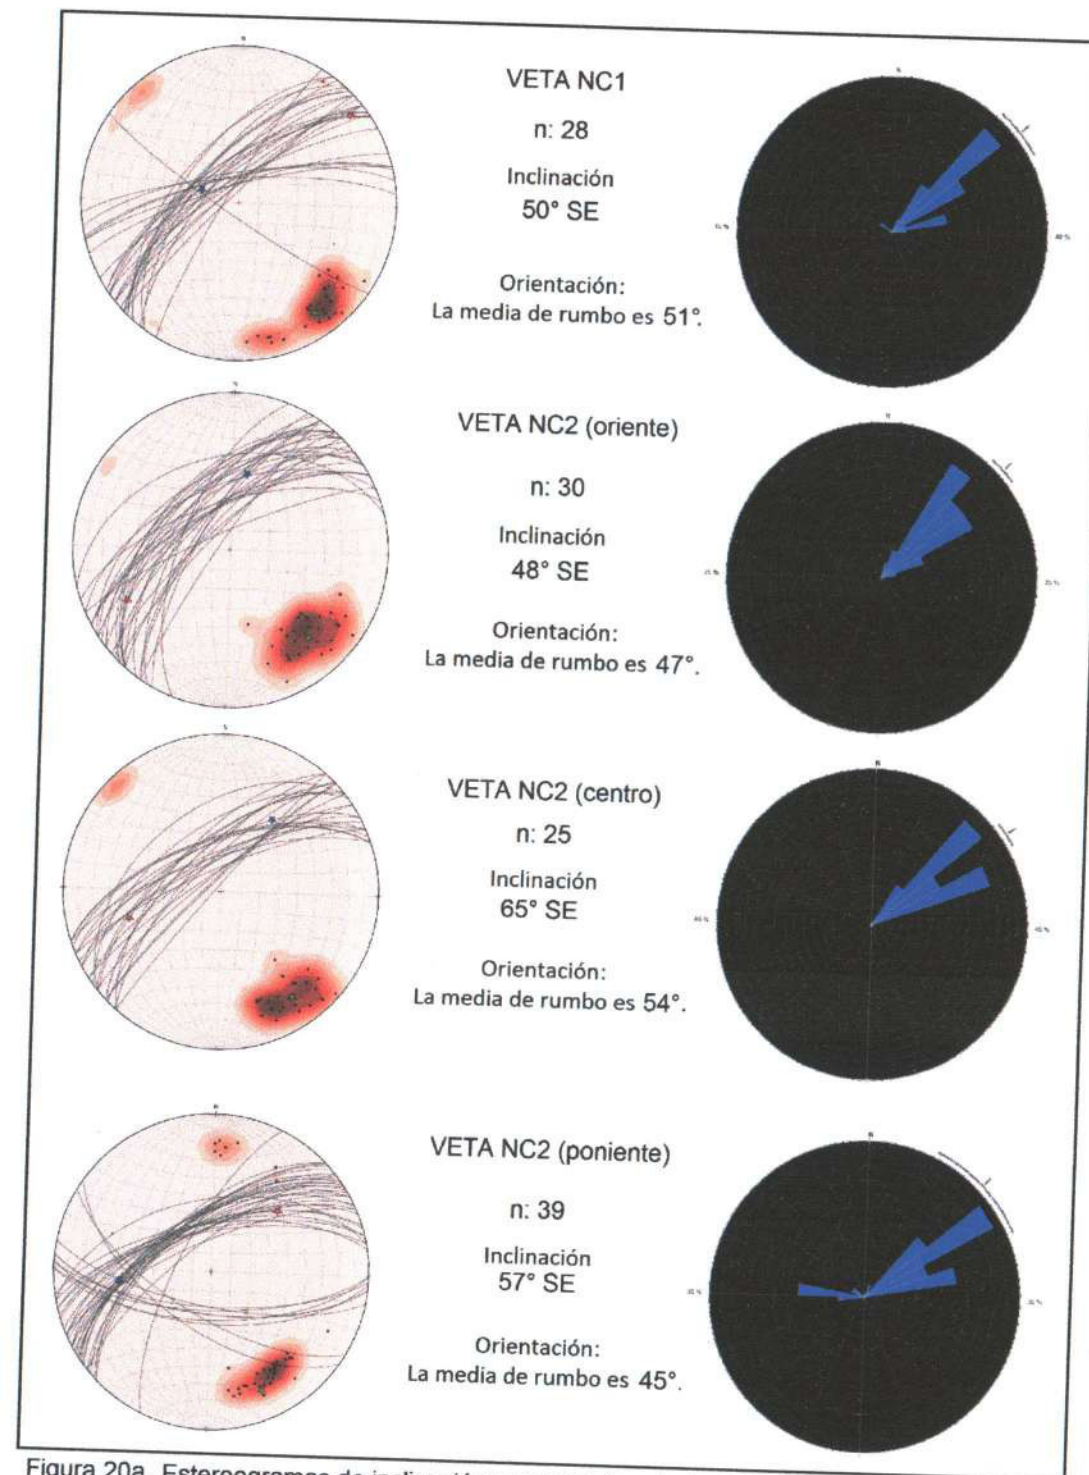 VETA NC1
n: 28
Inclinación
50° SE
Orientación:
La media de rumbo es 51°.
VETA NC2 (oriente)
n: 30
Inclinación
48° SE
Orientación:
La media de rumbo es 47°.
VETA NC2 (centro)
n: 25
Inclinación
65° SE
Orientación:
La media de rumbo es 54°.
VETA NC2 (poniente)
n: 39
Inclinación
57° SE
Orientación:
La media de rumbo es 45°.
Figura 20a. Estereogramas de inclinación